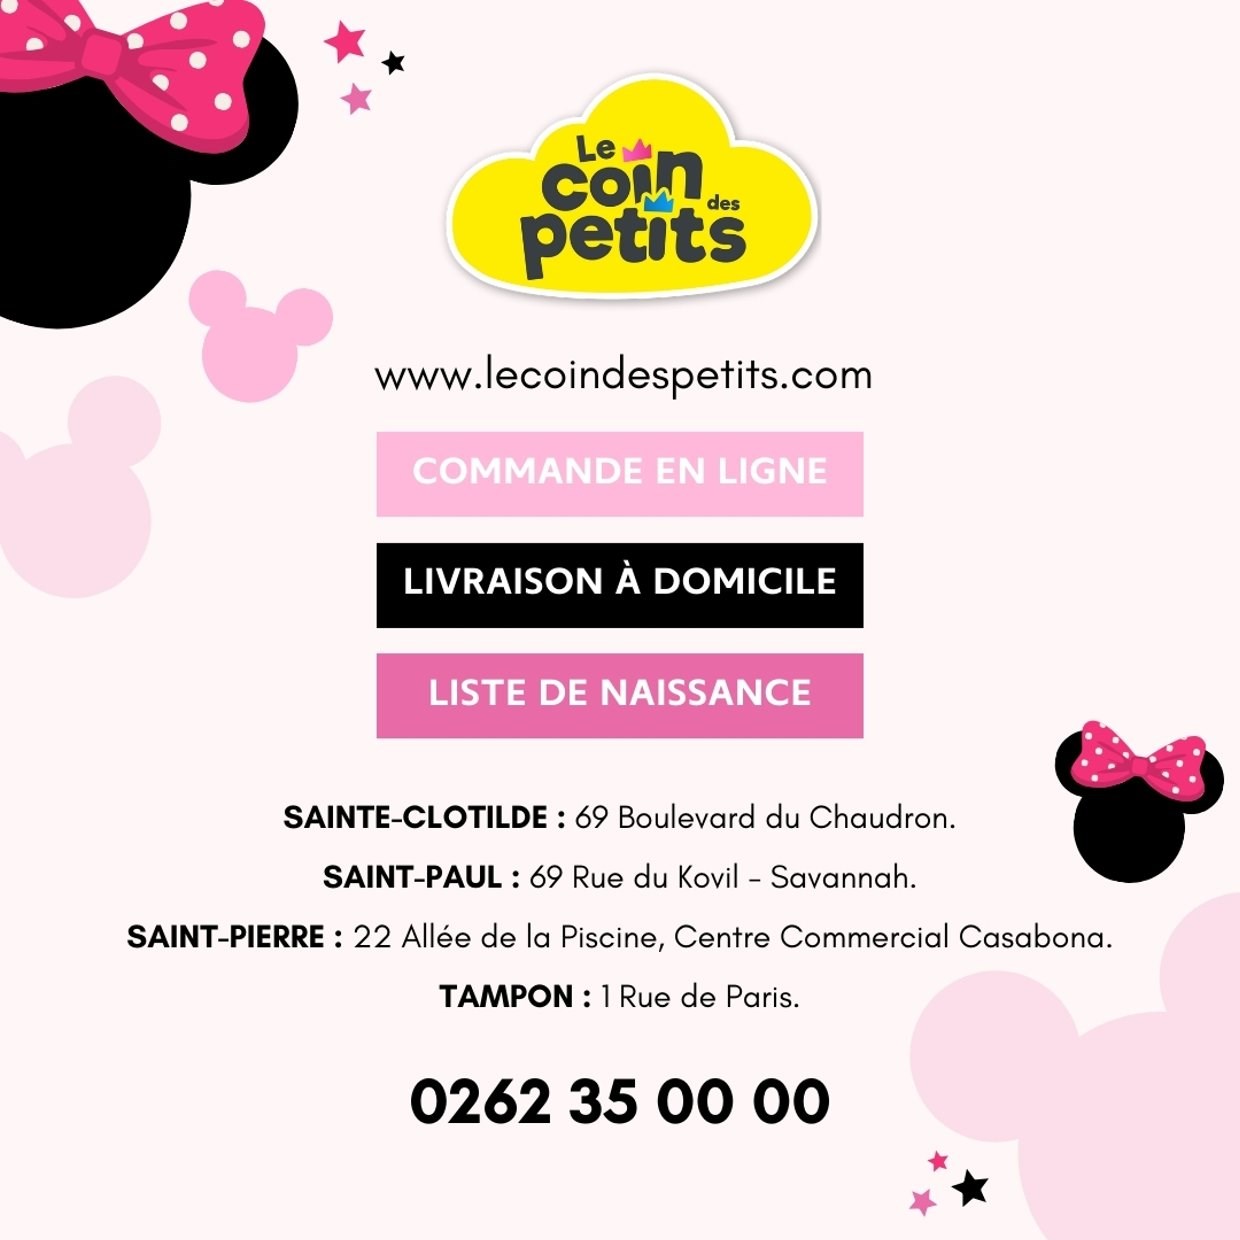 Le
coin
des
petits
www.lecoindespetits.com
COMMANDE EN LIGNE
LIVRAISON À DOMICILE
LISTE DE NAISSANCE
SAINTE-CLOTILDE : 69 Boulevard du Chaudron.
SAINT-PAUL : 69 Rue du Kovil - Savannah.
SAINT-PIERRE : 22 Allée de la Piscine, Centre Commercial Casabona.
TAMPON : 1 Rue de Paris.
0262 35 00 00